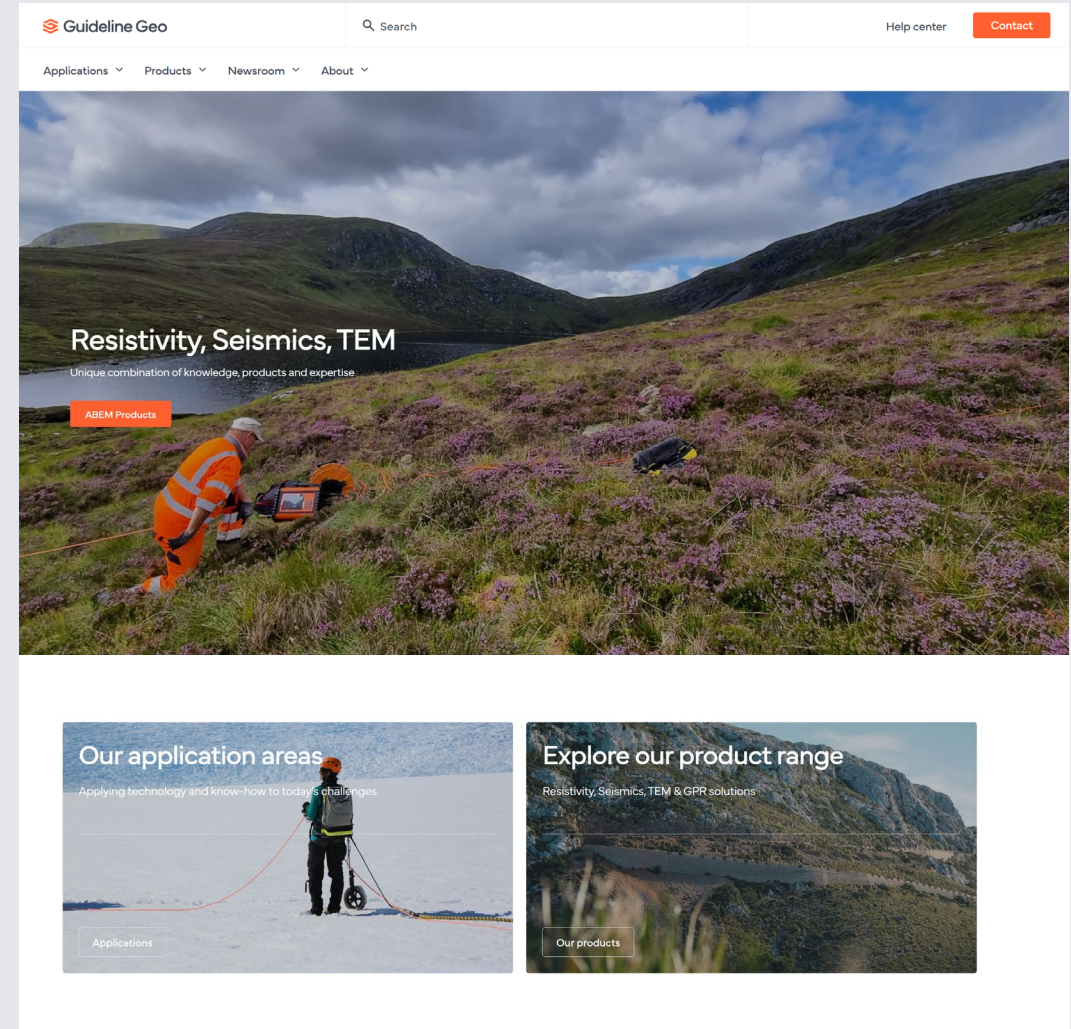 Guideline Geo
Search
Help center
Contact
Applications
Products
Newsroom
About
Resistivity, Seismics, TEM
Unique combination of knowledge, products and expertise
ABEM Products
Our application areas
Applying technology and know-how to today's challenges
Applications
Explore our product range
Resistivity, Seismics, TEM & GPR solutions
Our products